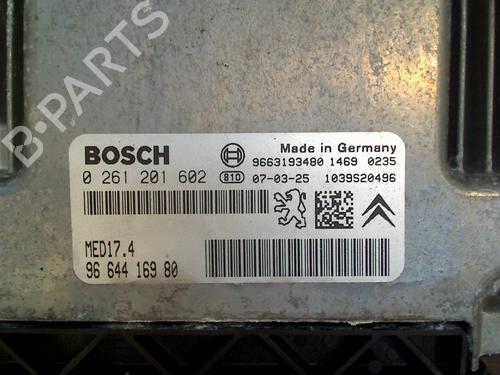 B-PARTS
BOSCH
Made in Germany
9663193480 1469 0235
0 261 201 602 810 07-03-25 1039S20496
MED17.4
96 644 169 80